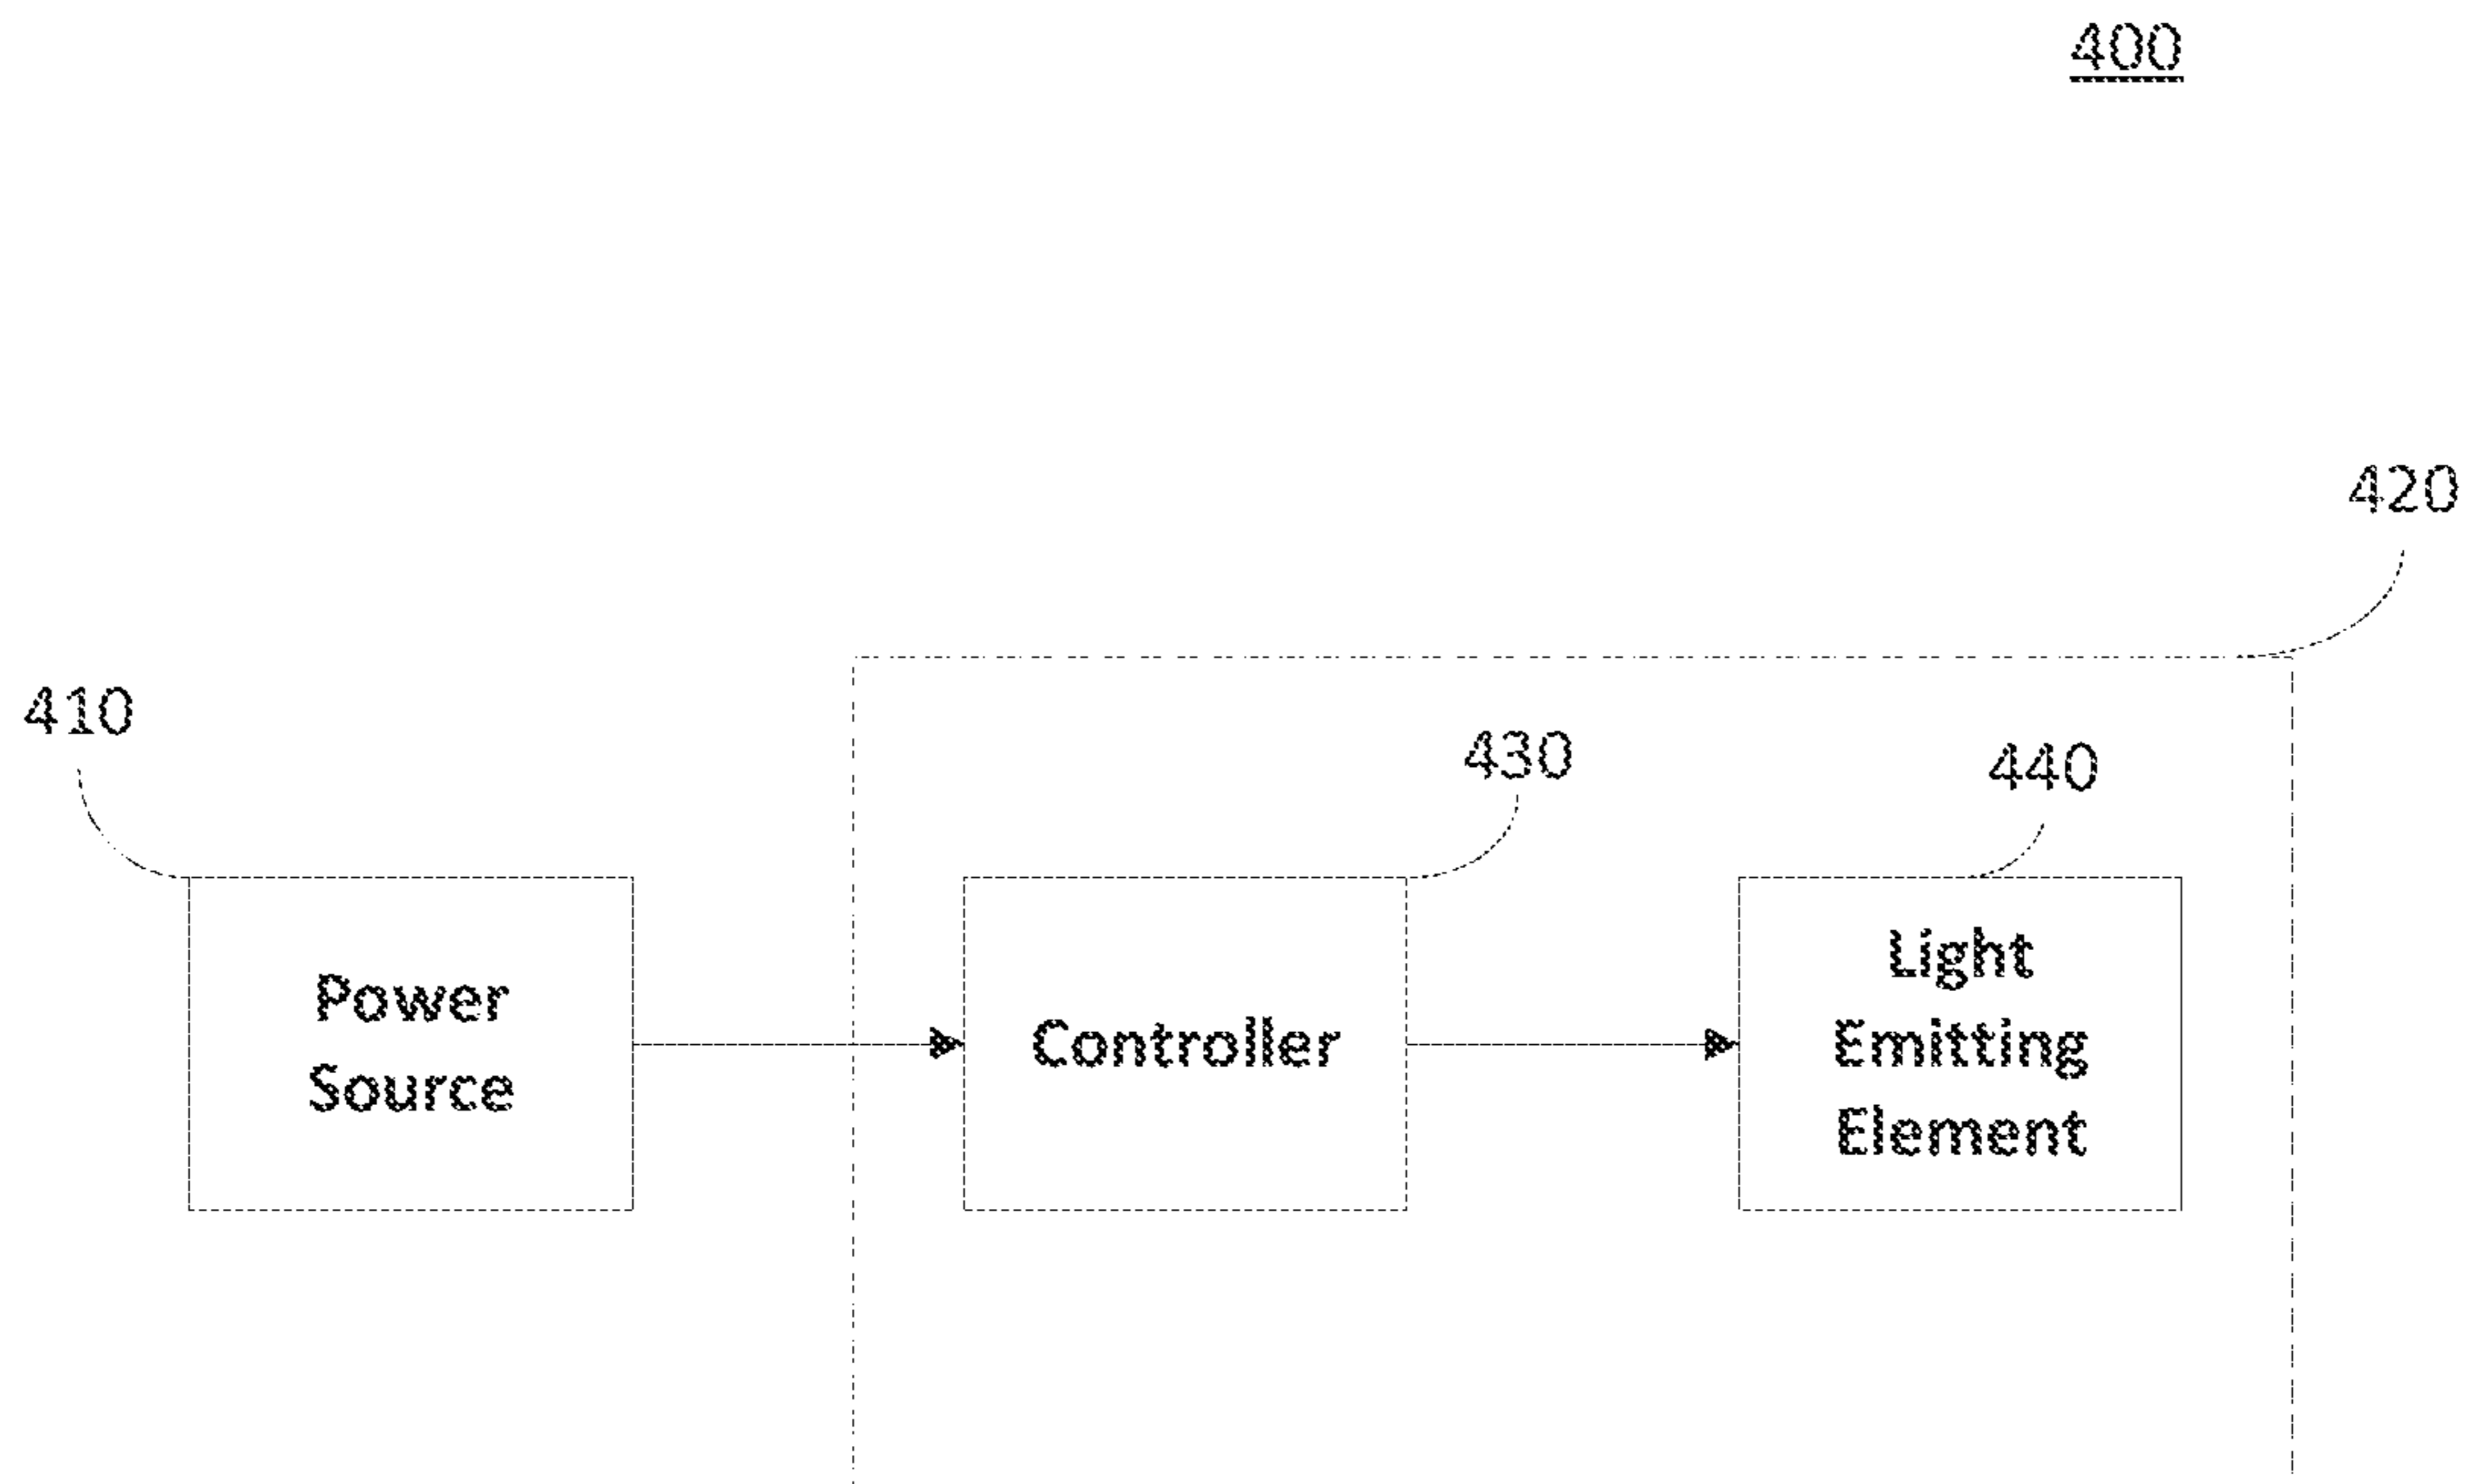 400
420
410
430
440
Power
Source
Controller
Light
Emitting
Element